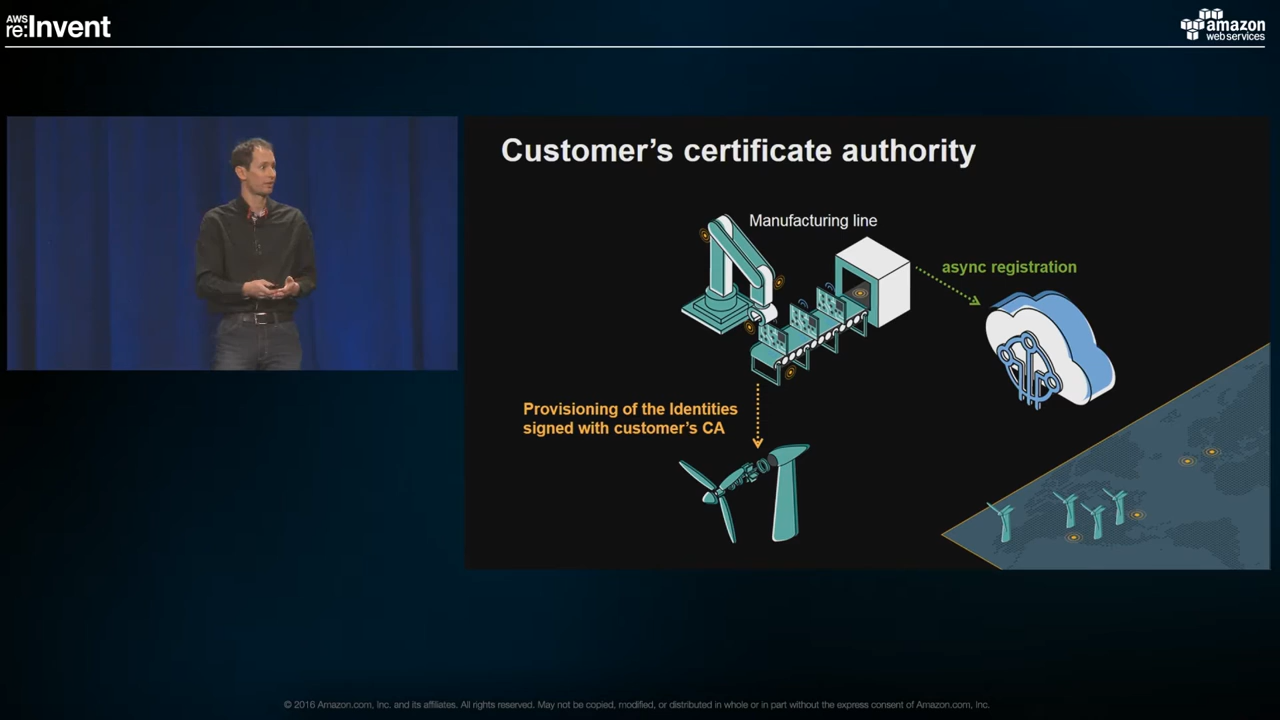 AWS
re:Invent
amazon
web services
Customer's certificate authority
Manufacturing line
async registration
Provisioning of the Identities
signed with customer's CA
© 2016 Amazon.com, Inc. and its affiliates. All rights reserved. May not be copied, modified, or distributed in whole or in part without the express consent of Amazon.com, Inc.